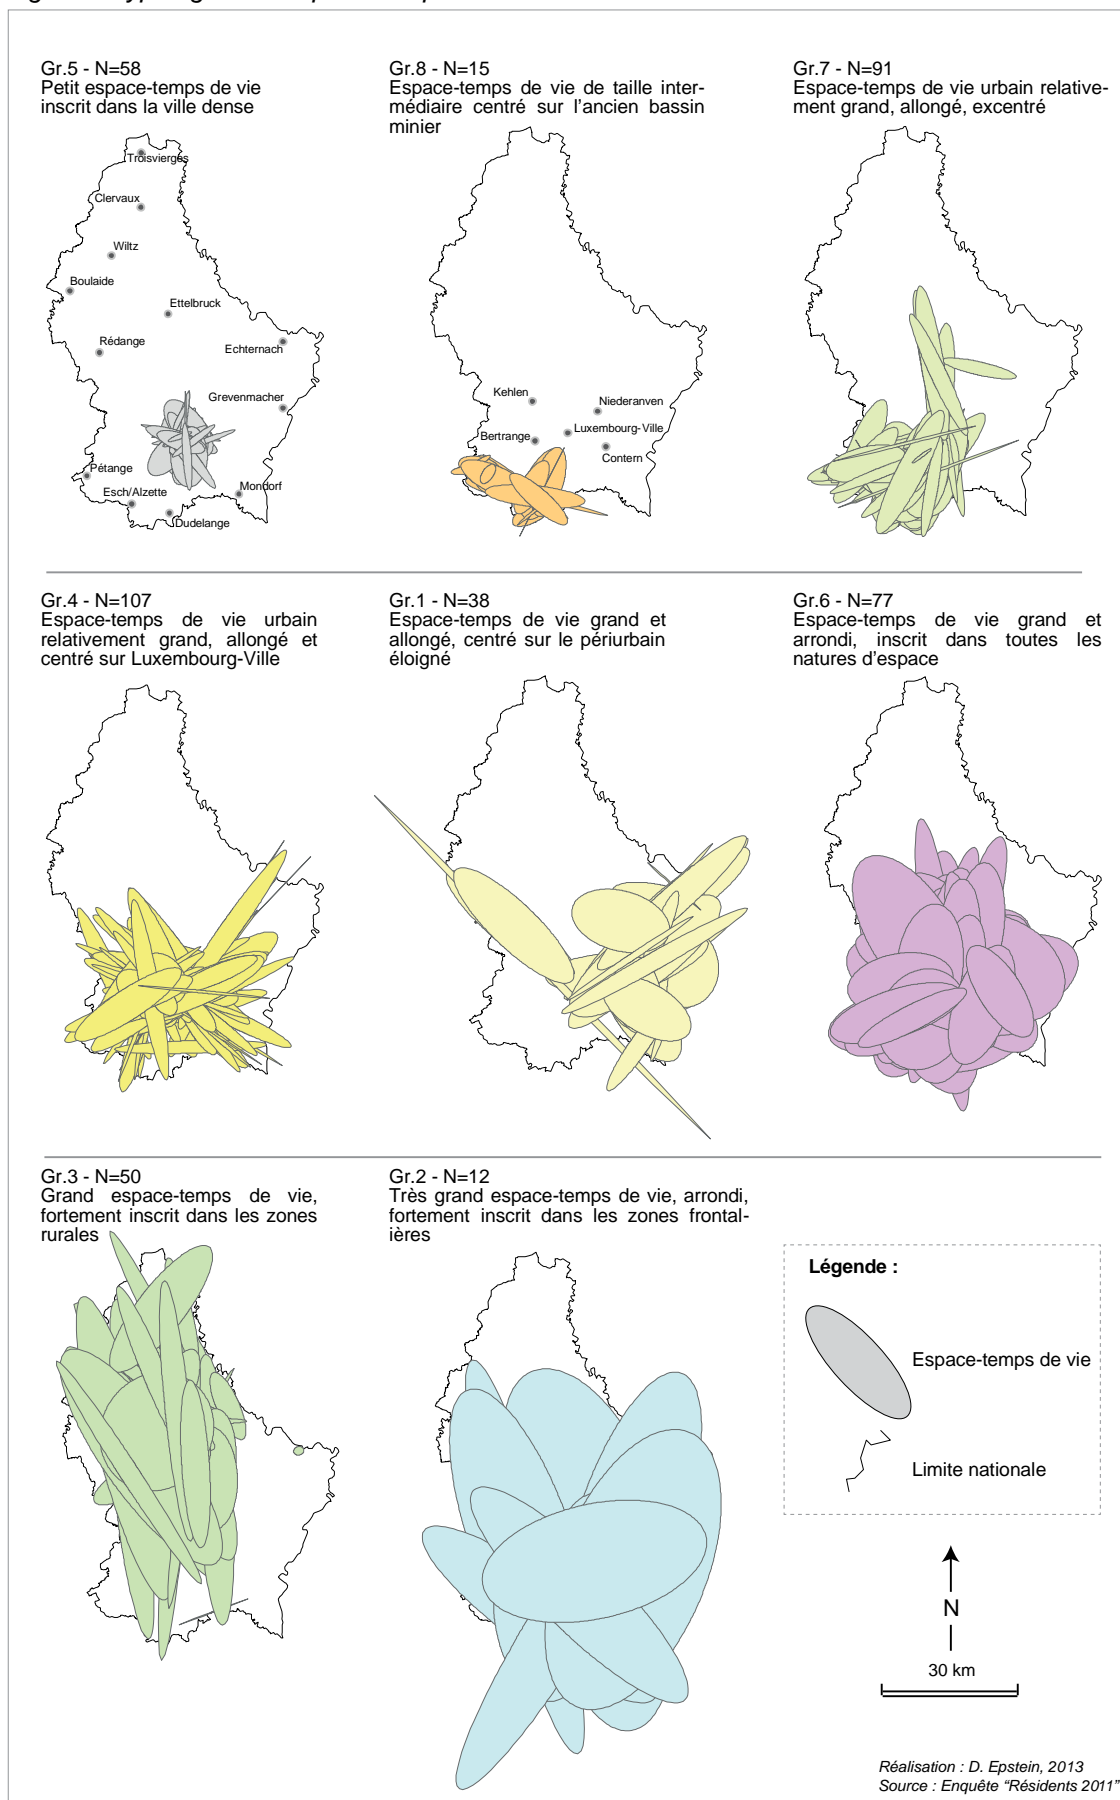 Gr.5 - N=58
Petit espace-temps de vie
inscrit dans la ville dense
Gr.8 - N=15
Espace-temps de vie de taille inter-
médiaire centré sur l'ancien bassin
minier
Gr.7 - N=91
Espace-temps de vie urbain relative-
ment grand, allongé, excentré
Troisvierges
Clervaux
Wiltz
Boulaide
Ettelbruck
Rédange
Echternach
Grevenmacher
Pétange
Esch/Alzette
Mondorf
Dudelange
Kehlen
Niederanven
Bertrange
Luxembourg-Ville
Contern
Gr.4 - N=107
Espace-temps de vie urbain
relativement grand, allongé et
centré sur Luxembourg-Ville
Gr.1 - N=38
Espace-temps de vie grand et
allongé, centré sur le périurbain
éloigné
Gr.6 - N=77
Espace-temps de vie grand et
arrondi, inscrit dans toutes les
natures d'espace
Gr.3 - N=50
Grand espace-temps de vie,
fortement inscrit dans les zones
rurales
Gr.2 - N=12
Très grand espace-temps de vie, arrondi,
fortement inscrit dans les zones frontal-
ières
Légende :
Espace-temps de vie
Limite nationale
N
30 km
Réalisation : D. Epstein, 2013
Source : Enquête “Résidents 2011”